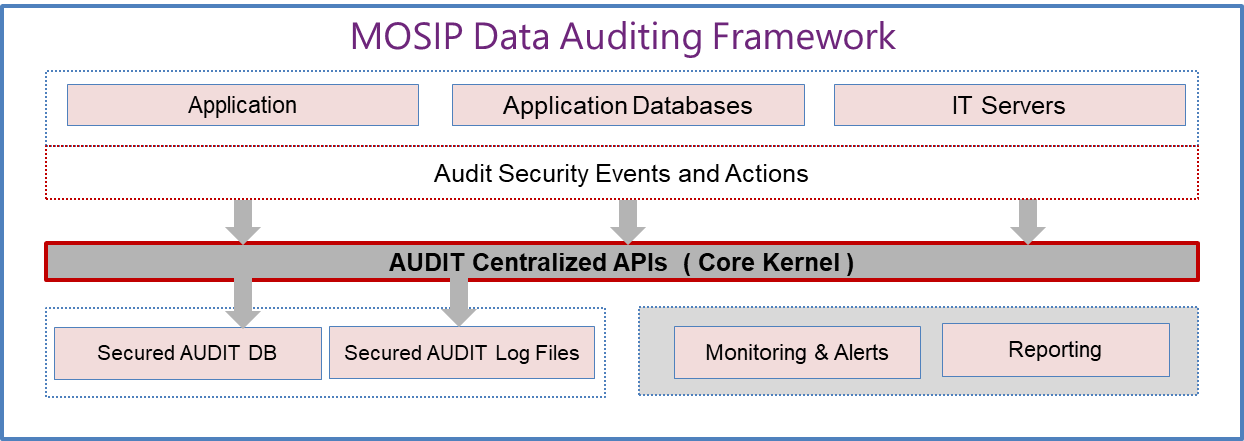 MOSIP Data Auditing Framework
Application
Application Databases
IT Servers
Audit Security Events and Actions
AUDIT Centralized APIs ( Core Kernel )
Secured AUDIT DB
Secured AUDIT Log Files
Monitoring & Alerts
Reporting